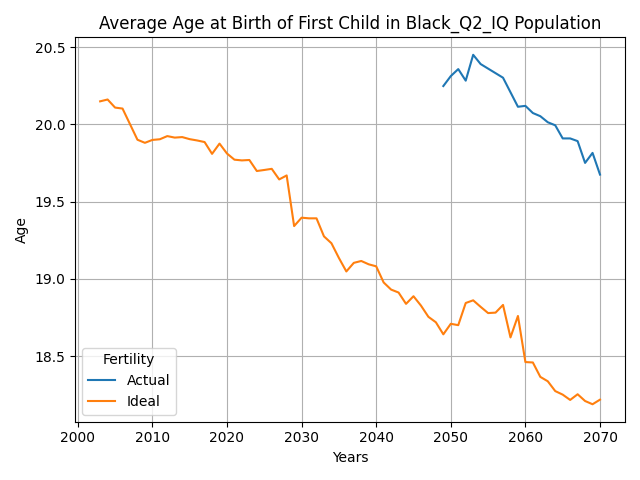 Average Age at Birth of First Child in Black_Q2_IQ Population
20.5
20.0
19.5
19.0
18.5
Age
Fertility
Actual
Ideal
2000 2010 2020 2030 2040 2050 2060 2070
Years